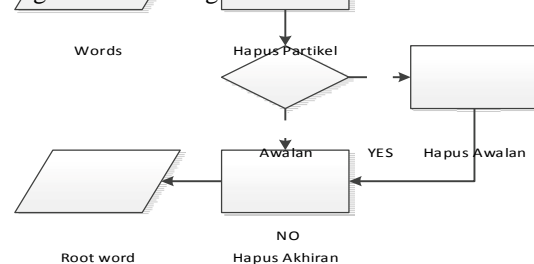 Words
Hapus Partikel
Awalan
YES
Hapus Awalan
NO
Root word
Hapus Akhiran